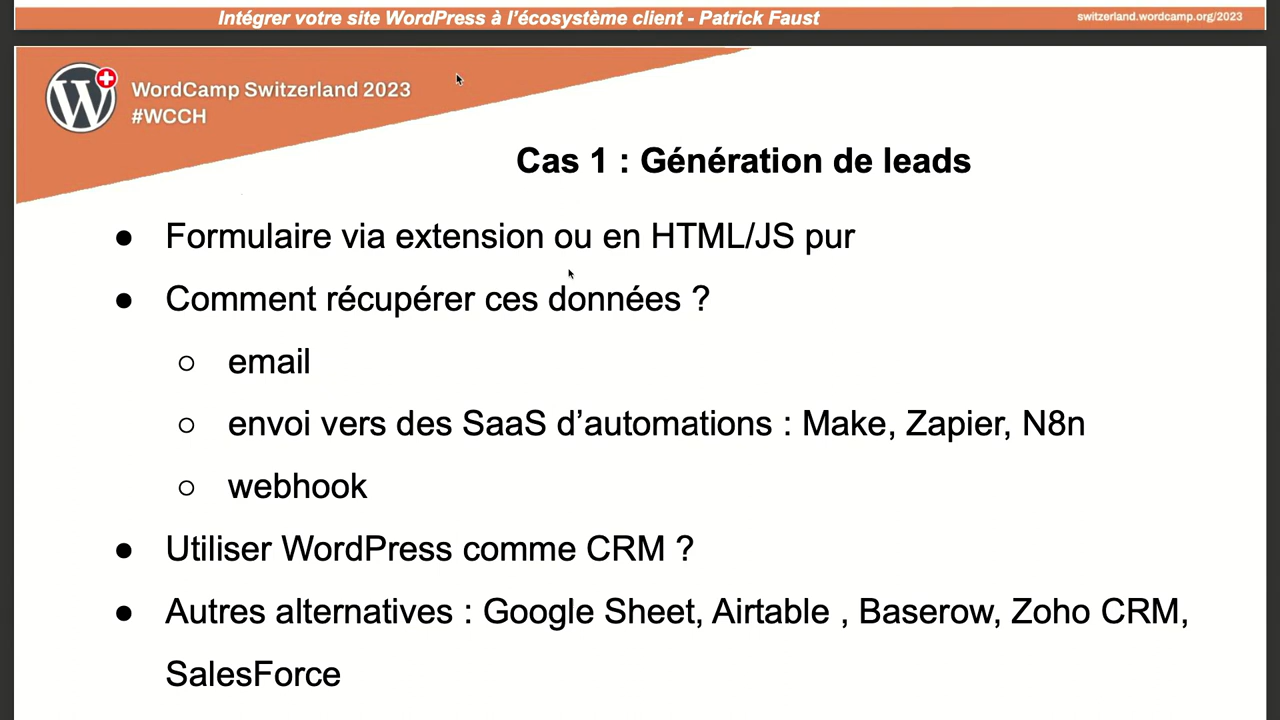 Intégrer votre site WordPress à l’écosystème client - Patrick Faust
switzerland.wordcamp.org/2023
WordCamp Switzerland 2023
#WCCH
Cas 1 : Génération de leads
● Formulaire via extension ou en HTML/JS pur
● Comment récupérer ces données ?
○ email
○ envoi vers des SaaS d’automations : Make, Zapier, N8n
○ webhook
● Utiliser WordPress comme CRM ?
● Autres alternatives : Google Sheet, Airtable , Baserow, Zoho CRM,
SalesForce